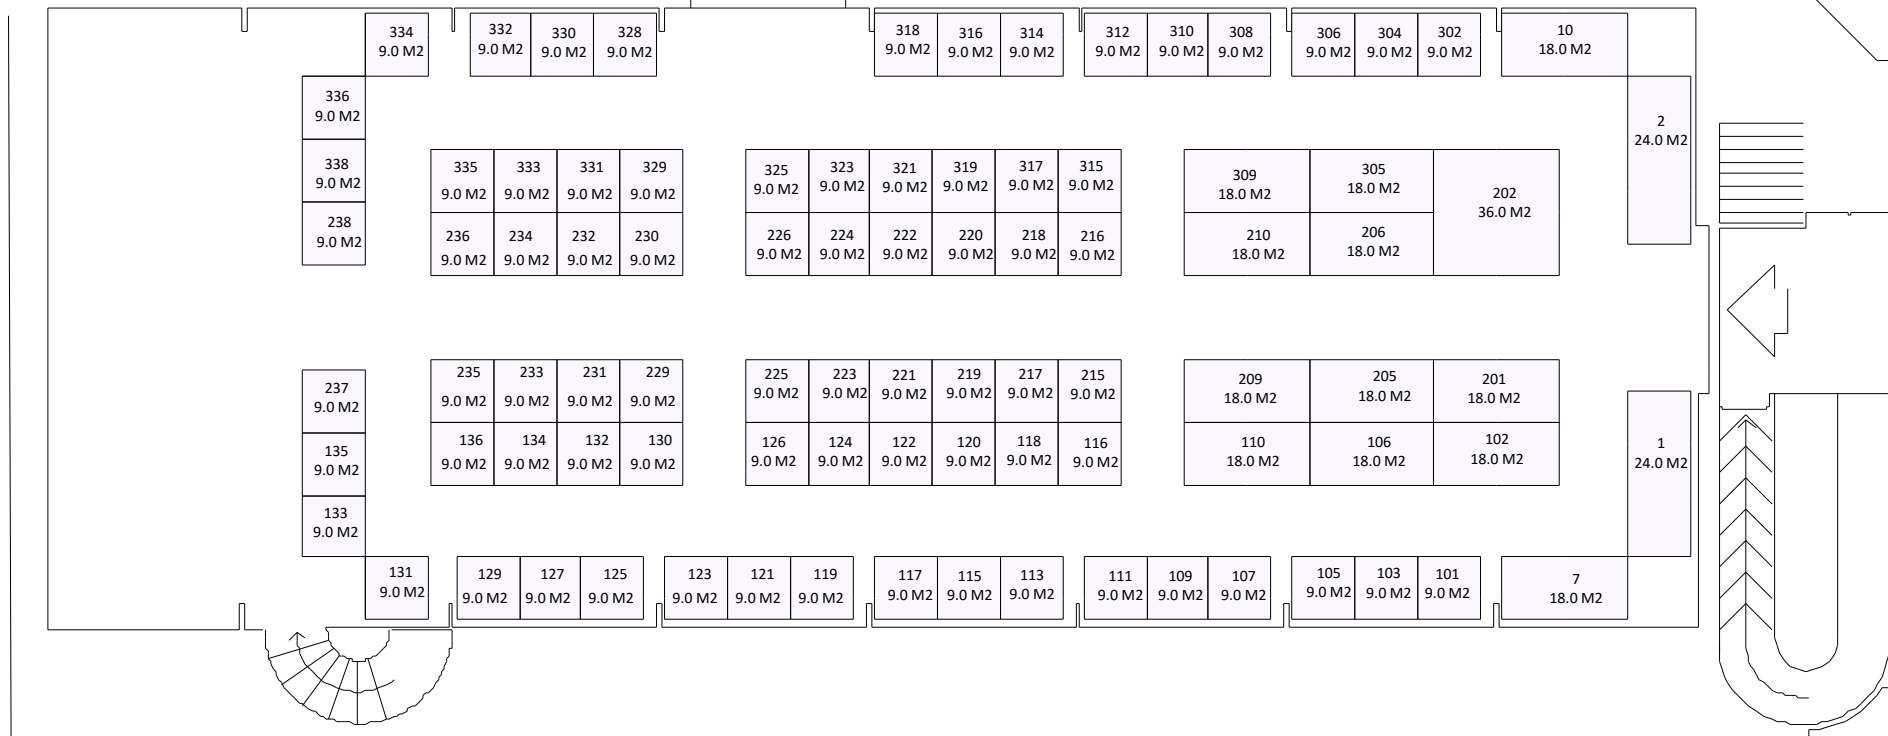 334
9.0 M2
332
9.0 M2
330
9.0 M2
328
9.0 M2
318
9.0 M2
316
9.0 M2
314
9.0 M2
312
9.0 M2
310
9.0 M2
308
9.0 M2
306
9.0 M2
304
9.0 M2
302
9.0 M2
10
18.0 M2
336
9.0 M2
338
9.0 M2
238
9.0 M2
2
24.0 M2
335
9.0 M2
333
9.0 M2
331
9.0 M2
329
9.0 M2
325
9.0 M2
323
9.0 M2
321
9.0 M2
319
9.0 M2
317
9.0 M2
315
9.0 M2
309
18.0 M2
305
18.0 M2
202
36.0 M2
236
9.0 M2
234
9.0 M2
232
9.0 M2
230
9.0 M2
226
9.0 M2
224
9.0 M2
222
9.0 M2
220
9.0 M2
218
9.0 M2
216
9.0 M2
210
18.0 M2
206
18.0 M2
237
9.0 M2
135
9.0 M2
133
9.0 M2
235
9.0 M2
233
9.0 M2
231
9.0 M2
229
9.0 M2
225
9.0 M2
223
9.0 M2
221
9.0 M2
219
9.0 M2
217
9.0 M2
215
9.0 M2
209
18.0 M2
205
18.0 M2
201
18.0 M2
136
9.0 M2
134
9.0 M2
132
9.0 M2
130
9.0 M2
126
9.0 M2
124
9.0 M2
122
9.0 M2
120
9.0 M2
118
9.0 M2
116
9.0 M2
110
18.0 M2
106
18.0 M2
102
18.0 M2
1
24.0 M2
131
9.0 M2
129
9.0 M2
127
9.0 M2
125
9.0 M2
123
9.0 M2
121
9.0 M2
119
9.0 M2
117
9.0 M2
115
9.0 M2
113
9.0 M2
111
9.0 M2
109
9.0 M2
107
9.0 M2
105
9.0 M2
103
9.0 M2
101
9.0 M2
7
18.0 M2